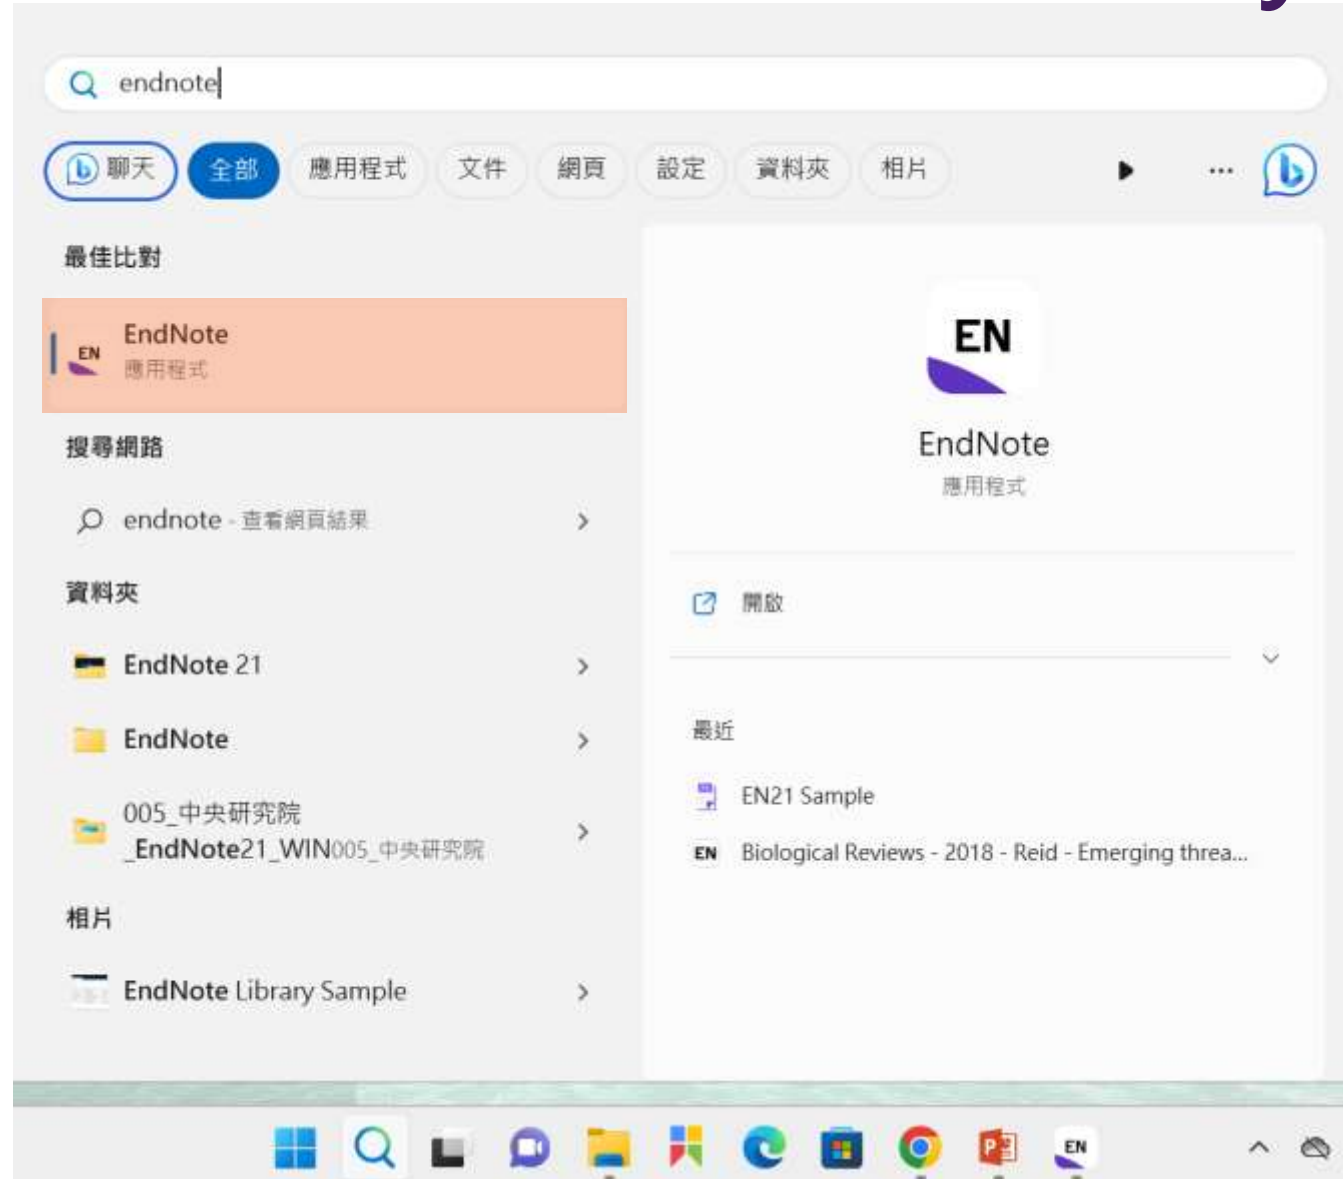 endnote
聊天 全部 應用程式 文件 網頁 設定 資料夾 相片 ...
最佳比對
EN EndNote
應用程式
搜尋網路
endnote - 查看網頁結果
資料夾
EndNote 21
EndNote
005_中央研究院
_EndNote21_WIN005_中央研究院
相片
EndNote Library Sample
EN
EndNote
應用程式
開啟
最近
EN21 Sample
EN Biological Reviews - 2018 - Reid - Emerging threa...
EN